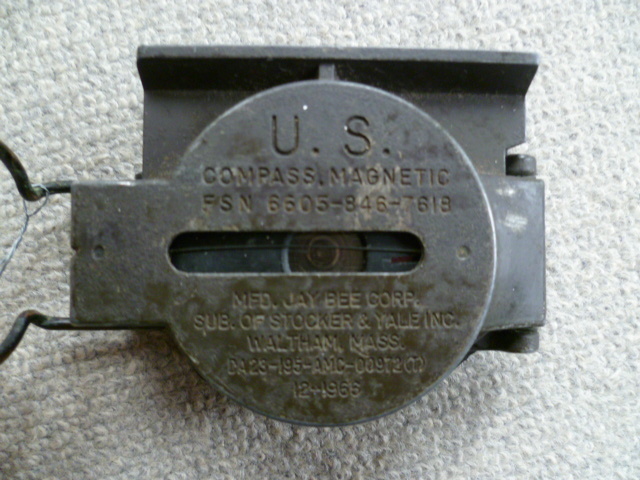 U. S.
COMPASS, MAGNETIC
FSN 6605-846-7618
MFD. JAY BEE CORP.
SUB. OF STOCKER & YALE INC.
WALTHAM, MASS.
DA23-195-AMC-00972(T)
12-1966